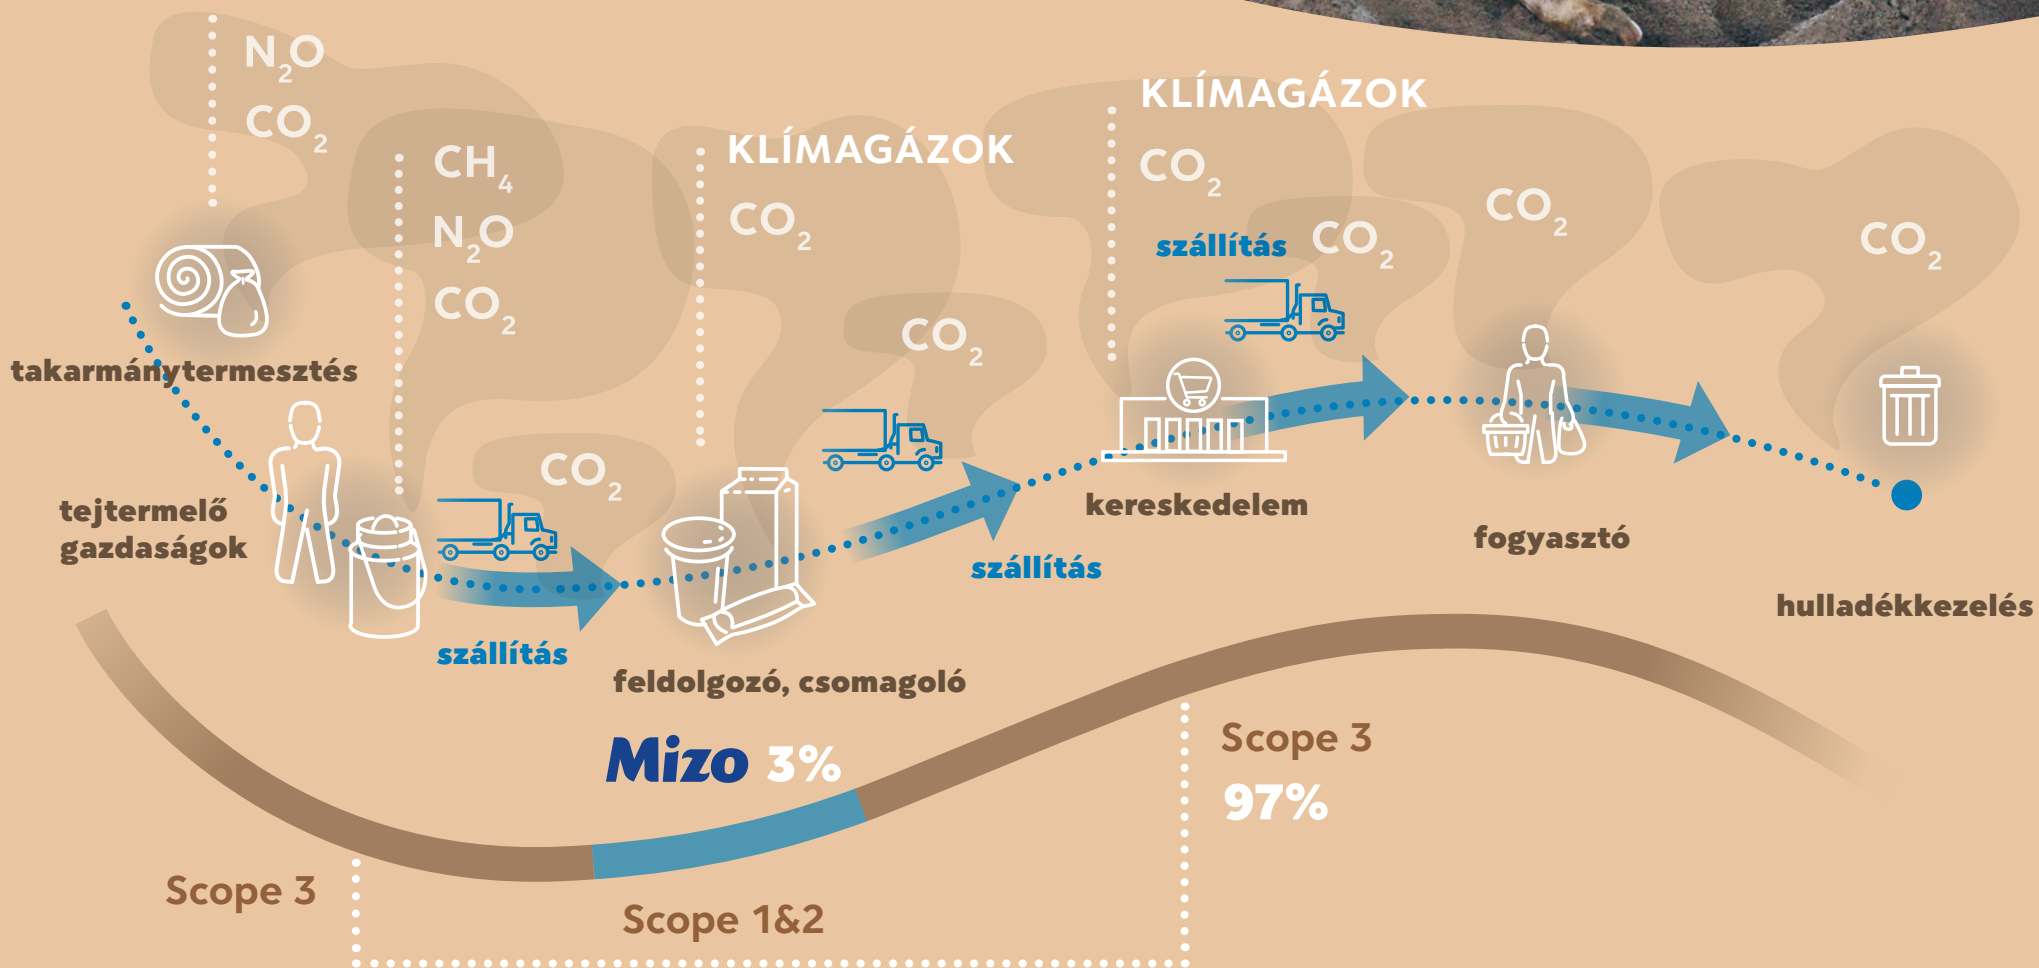 N₂O
CO₂
takarmánytermesztés
CH₄
N₂O
CO₂
tejtermelő
gazdaságok
CO₂
szállítás
KLÍMAGÁZOK
CO₂
feldolgozó, csomagoló
CO₂
szállítás
KLÍMAGÁZOK
CO₂
kereskedelem
szállítás
CO₂
CO₂
fogyasztó
CO₂
hulladékkezelés
Mizo 3%
Scope 3
97%
Scope 3
Scope 1&2